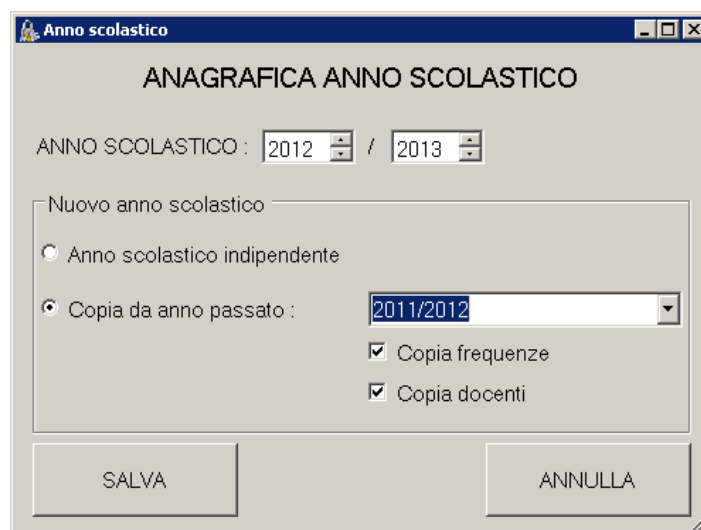 Anno scolastico
ANAGRAFICA ANNO SCOLASTICO
ANNO SCOLASTICO : 2012 / 2013
Nuovo anno scolastico
Anno scolastico indipendente
Copia da anno passato : 2011/2012
Copia frequenze
Copia docenti
SALVA ANNULLA